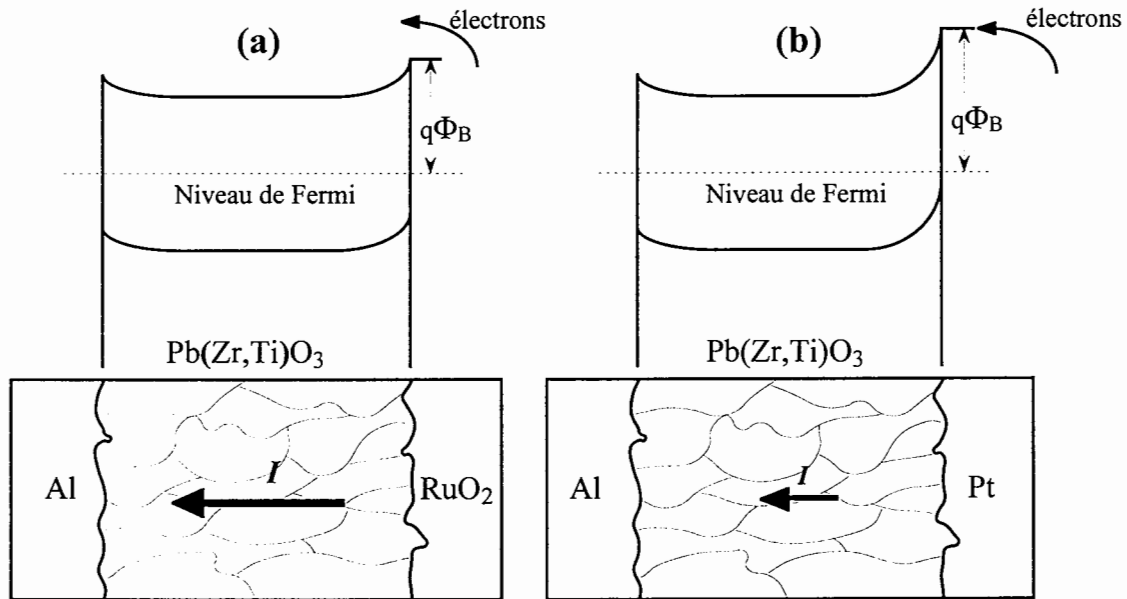 (a)
électrons
qΦB
Niveau de Fermi
Pb(Zr,Ti)O3
Al
I
RuO2
(b)
électrons
qΦB
Niveau de Fermi
Pb(Zr,Ti)O3
Al
I
Pt